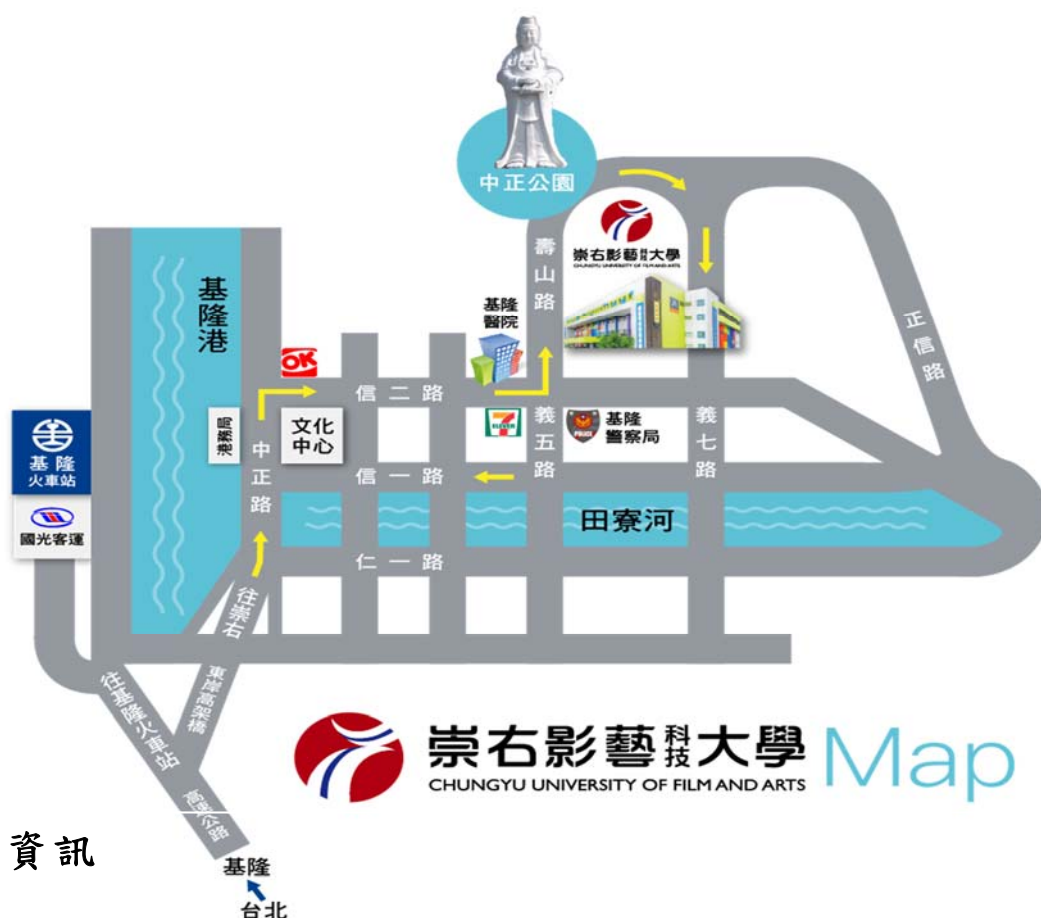 中正公園
崇右影藝科技大學
CHUNGYU UNIVERSITY OF FILM AND ARTS
壽山路
正信路
基隆港
基隆
醫院
OK
信二路
港務局
中正路
文化
中心
7
ELEVEN
義五路
POLICE
基隆
警察局
義七路
基隆
火車站
國光客運
信一路
田寮河
仁一路
往崇右
東岸高架橋
往基隆火車站
高速公路
崇右影藝科技大學 Map
CHUNGYU UNIVERSITY OF FILM AND ARTS
資訊
基隆
台北